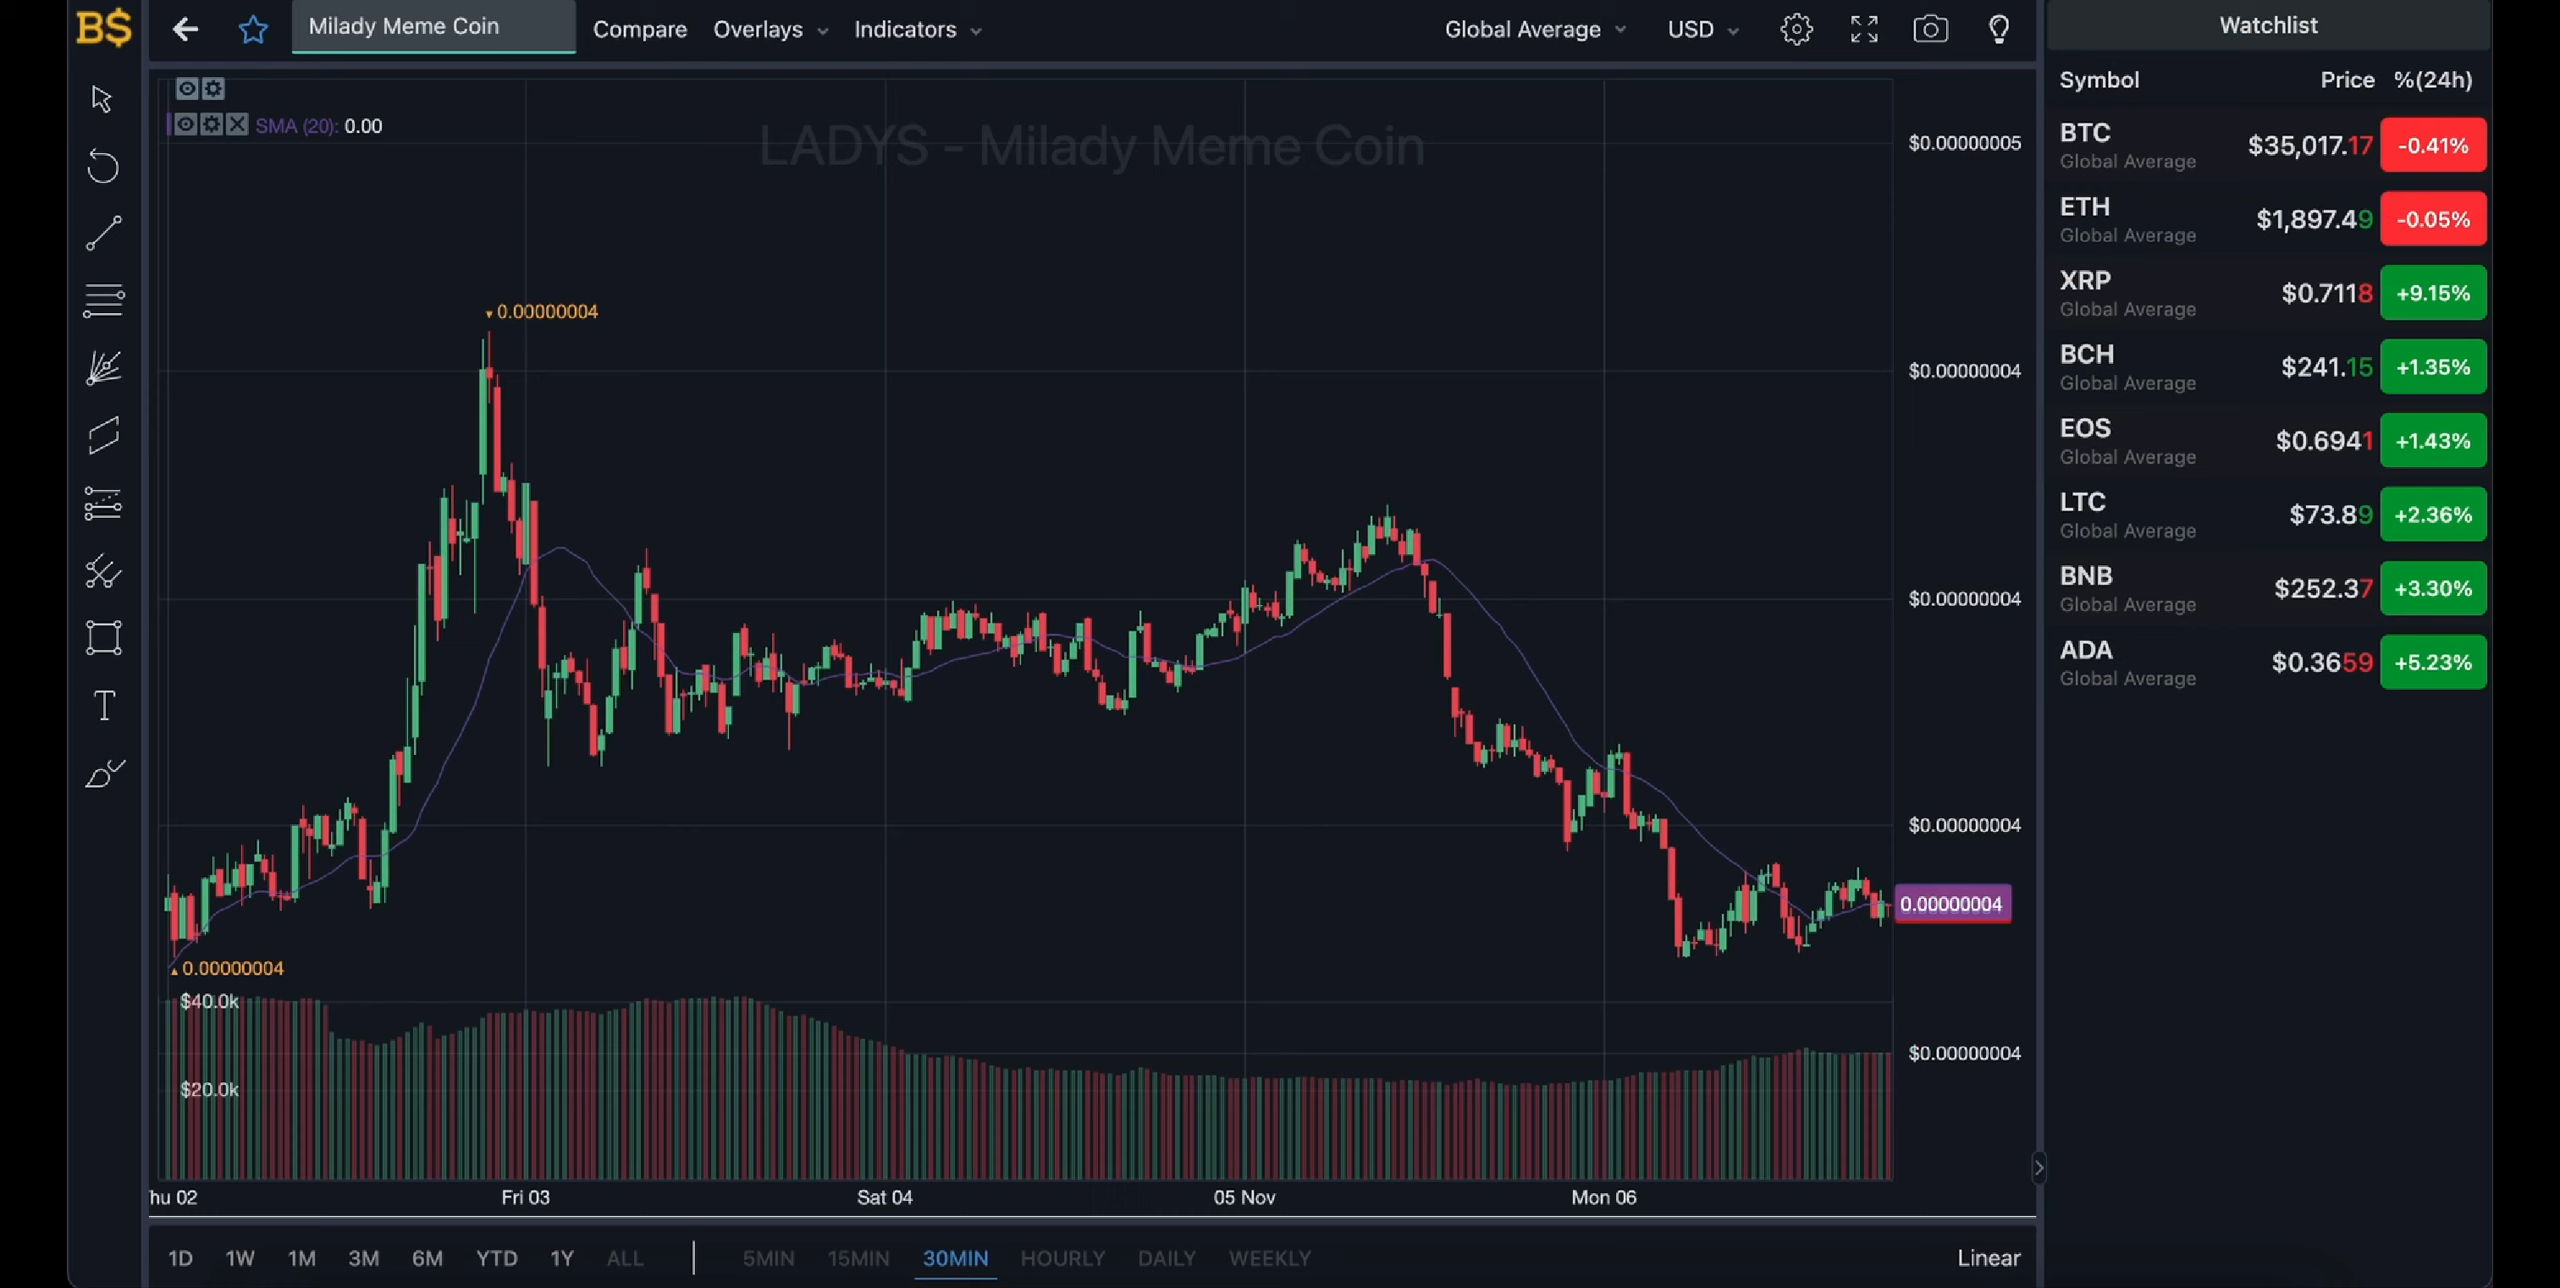 B$
Milady Meme Coin
Compare
Overlays
Indicators
Global Average
USD
SMA (20): 0.00
LADYS - Milady Meme Coin
0.00000004
0.00000004
$0.00000005
$0.00000004
$0.00000004
$0.00000004
0.00000004
$0.00000004
$40.0k
$20.0k
hu 02
Fri 03
Sat 04
05 Nov
Mon 06
1D 1W 1M 3M 6M YTD 1Y ALL
5MIN 15MIN 30MIN HOURLY DAILY WEEKLY
Linear
Watchlist
Symbol Price %(24h)
BTC $35,017.17 -0.41%
Global Average
ETH $1,897.49 -0.05%
Global Average
XRP $0.7118 +9.15%
Global Average
BCH $241.15 +1.35%
Global Average
EOS $0.6941 +1.43%
Global Average
LTC $73.89 +2.36%
Global Average
BNB $252.37 +3.30%
Global Average
ADA $0.3659 +5.23%
Global Average